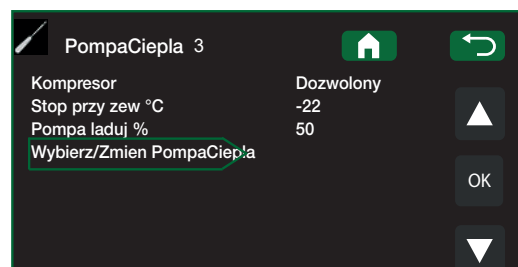 PompaCiepla 3
Kompresor Dozwolony
Stop przy zew °C -22
Pompa laduj % 50
Wybierz/Zmien PompaCiepla
OK